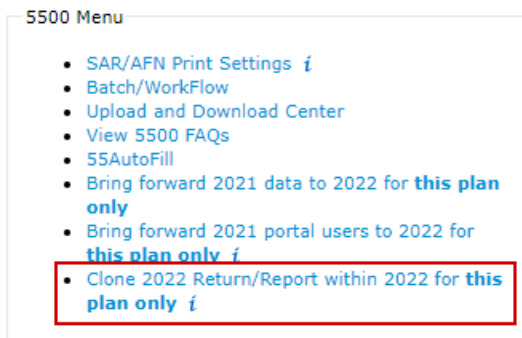 5500 Menu
SAR/AFN Print Settings i
Batch/WorkFlow
Upload and Download Center
View 5500 FAQs
55AutoFill
Bring forward 2021 data to 2022 for this plan
only
Bring forward 2021 portal users to 2022 for
this plan only i
Clone 2022 Return/Report within 2022 for this
plan only i